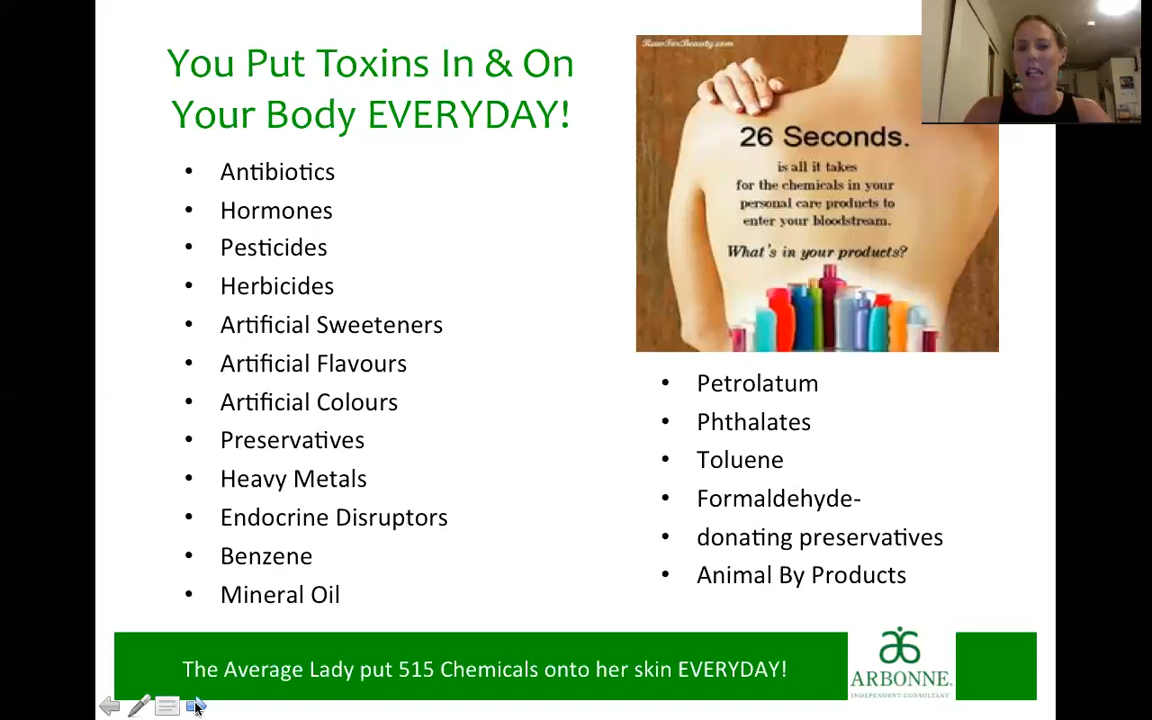 You Put Toxins In & On
Your Body EVERYDAY!
• Antibiotics
• Hormones
• Pesticides
• Herbicides
• Artificial Sweeteners
• Artificial Flavours
• Artificial Colours
• Preservatives
• Heavy Metals
• Endocrine Disruptors
• Benzene
• Mineral Oil
RawForBeauty.com
26 Seconds.
is all it takes
for the chemicals in your
personal care products to
enter your bloodstream.
What's in your products?
• Petrolatum
• Phthalates
• Toluene
• Formaldehyde-
• donating preservatives
• Animal By Products
The Average Lady put 515 Chemicals onto her skin EVERYDAY!
ARBONNE.
INDEPENDENT CONSULTANT